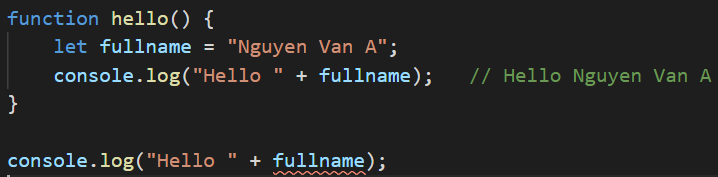 function hello() {
    let fullname = "Nguyen Van A";
    console.log("Hello " + fullname);   // Hello Nguyen Van A
}
console.log("Hello " + fullname);